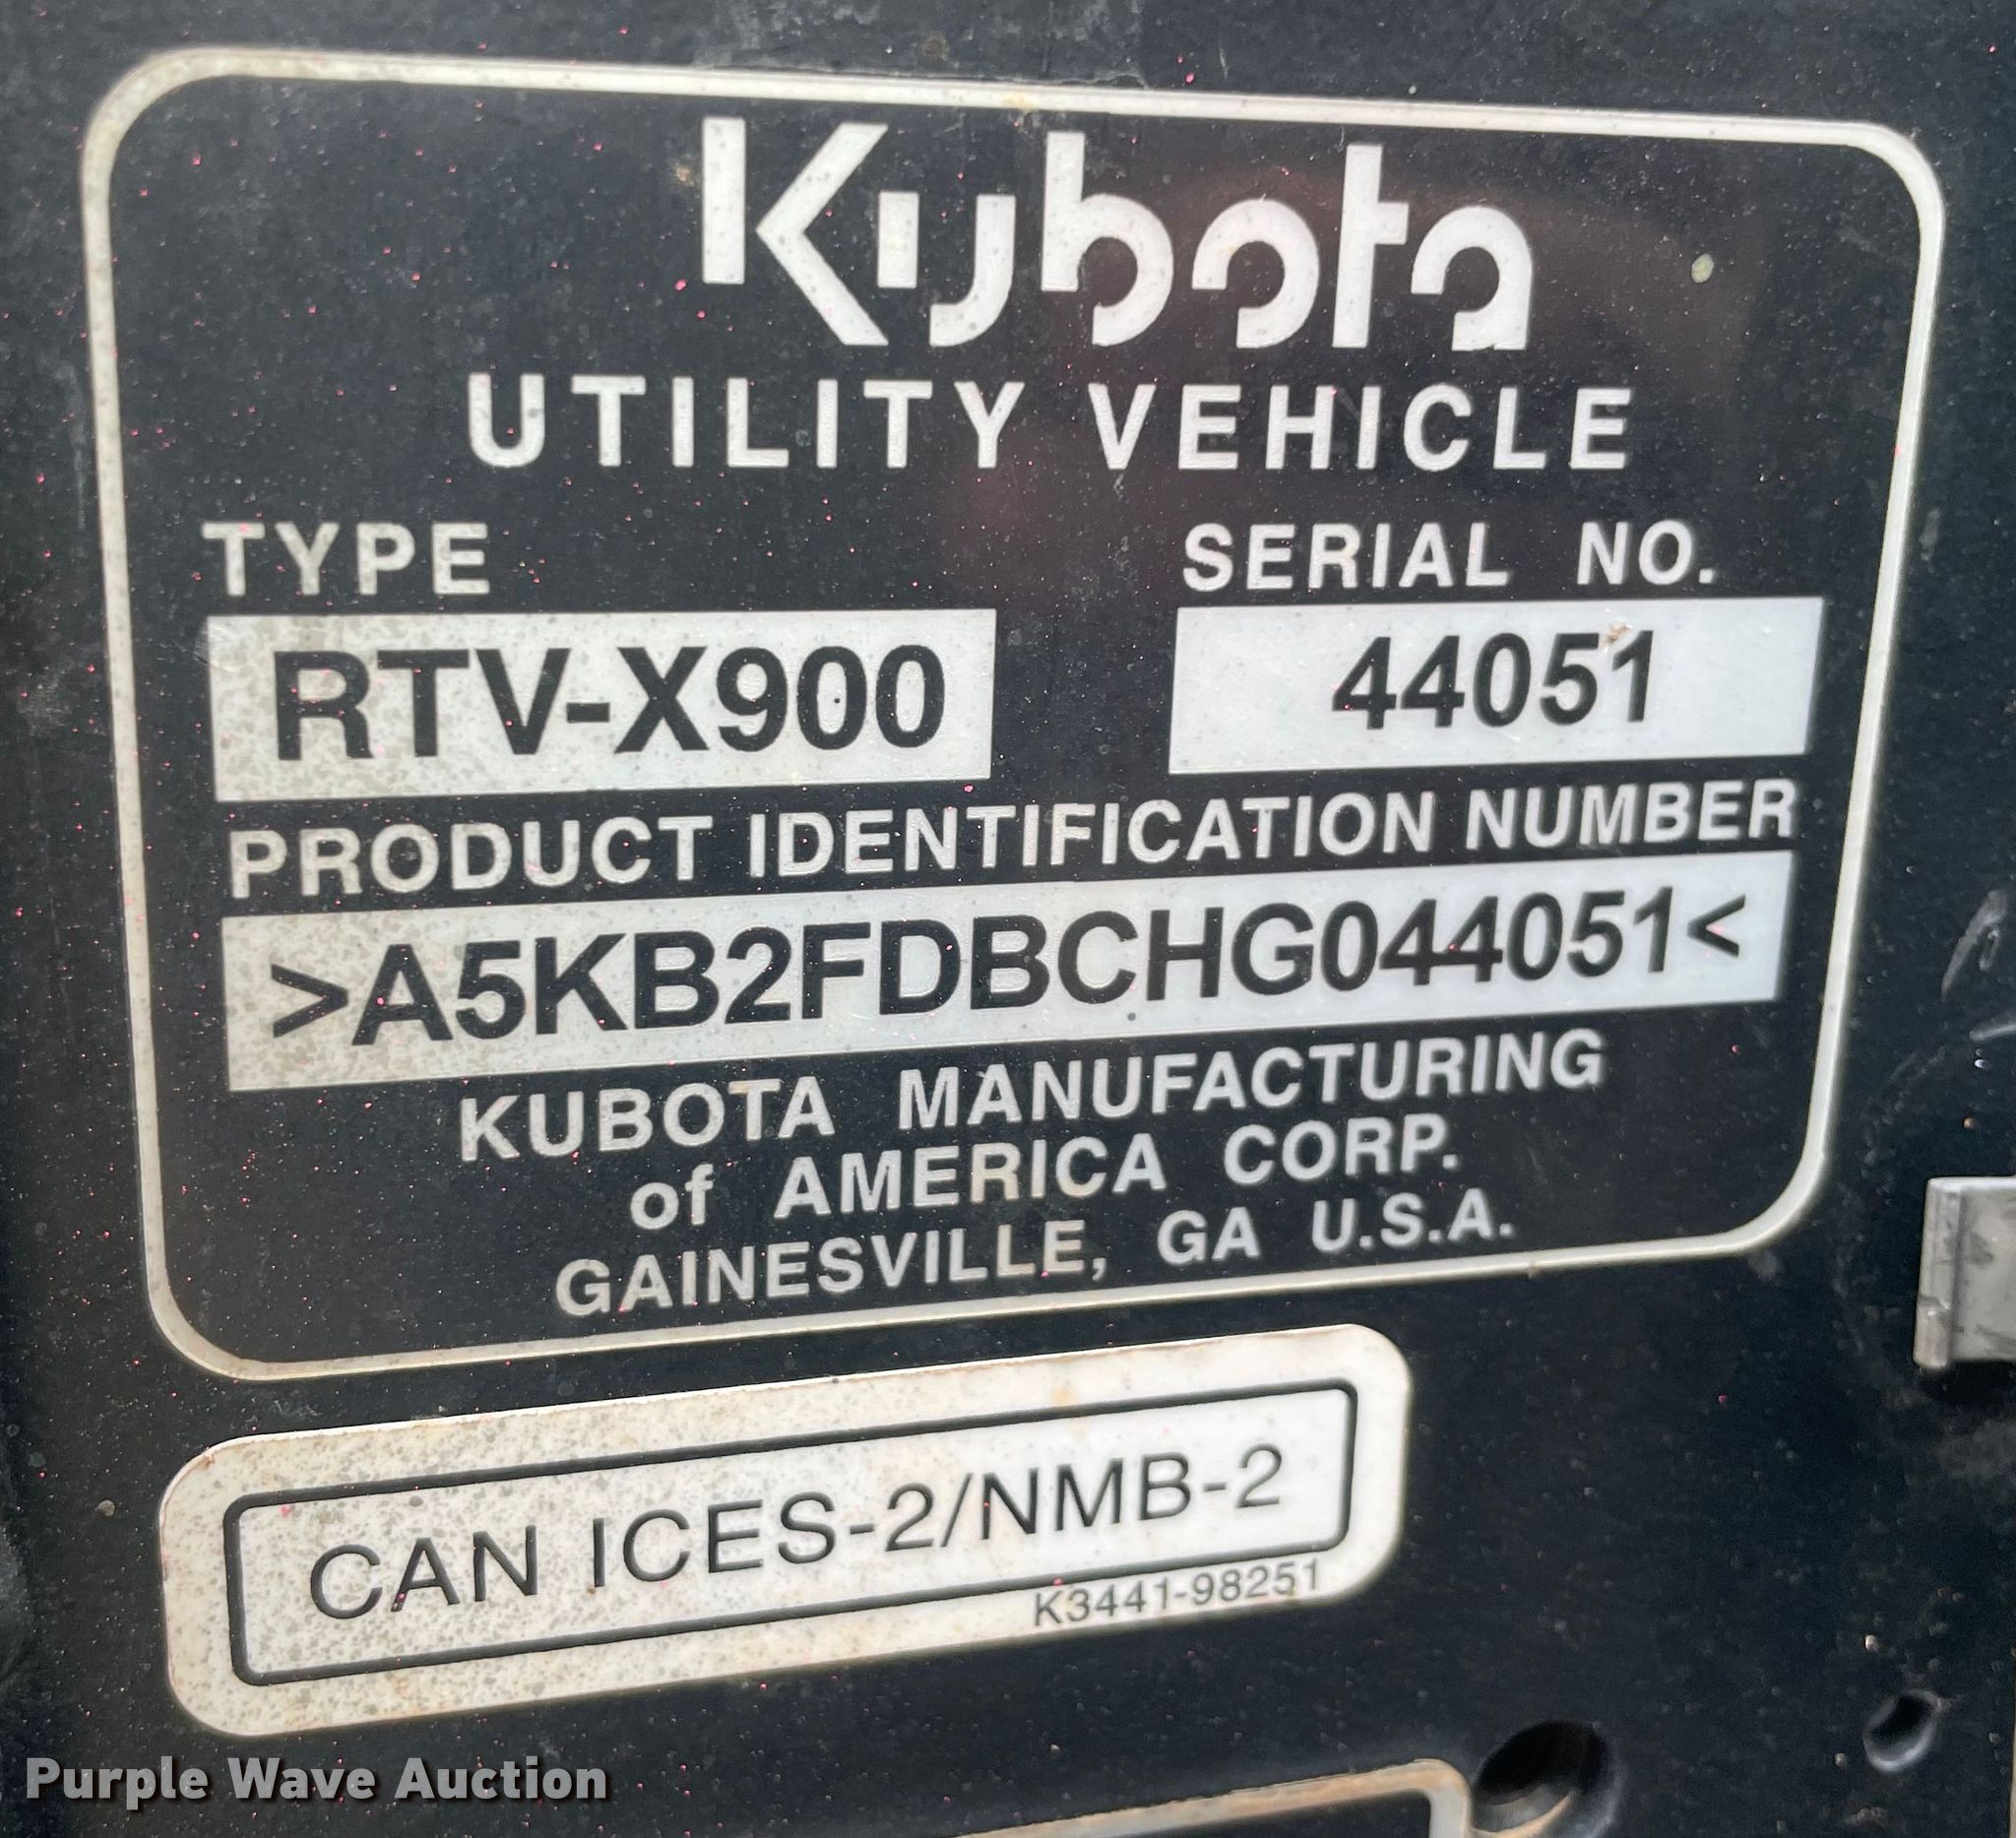 Kubota
UTILITY VEHICLE
TYPE SERIAL NO.
RTV-X900 44051
PRODUCT IDENTIFICATION NUMBER
>A5KB2FDBCHG044051<
KUBOTA MANUFACTURING
of AMERICA CORP.
GAINESVILLE, GA U.S.A.
CAN ICES-2/NMB-2
K3441-98251
Purple Wave Auction